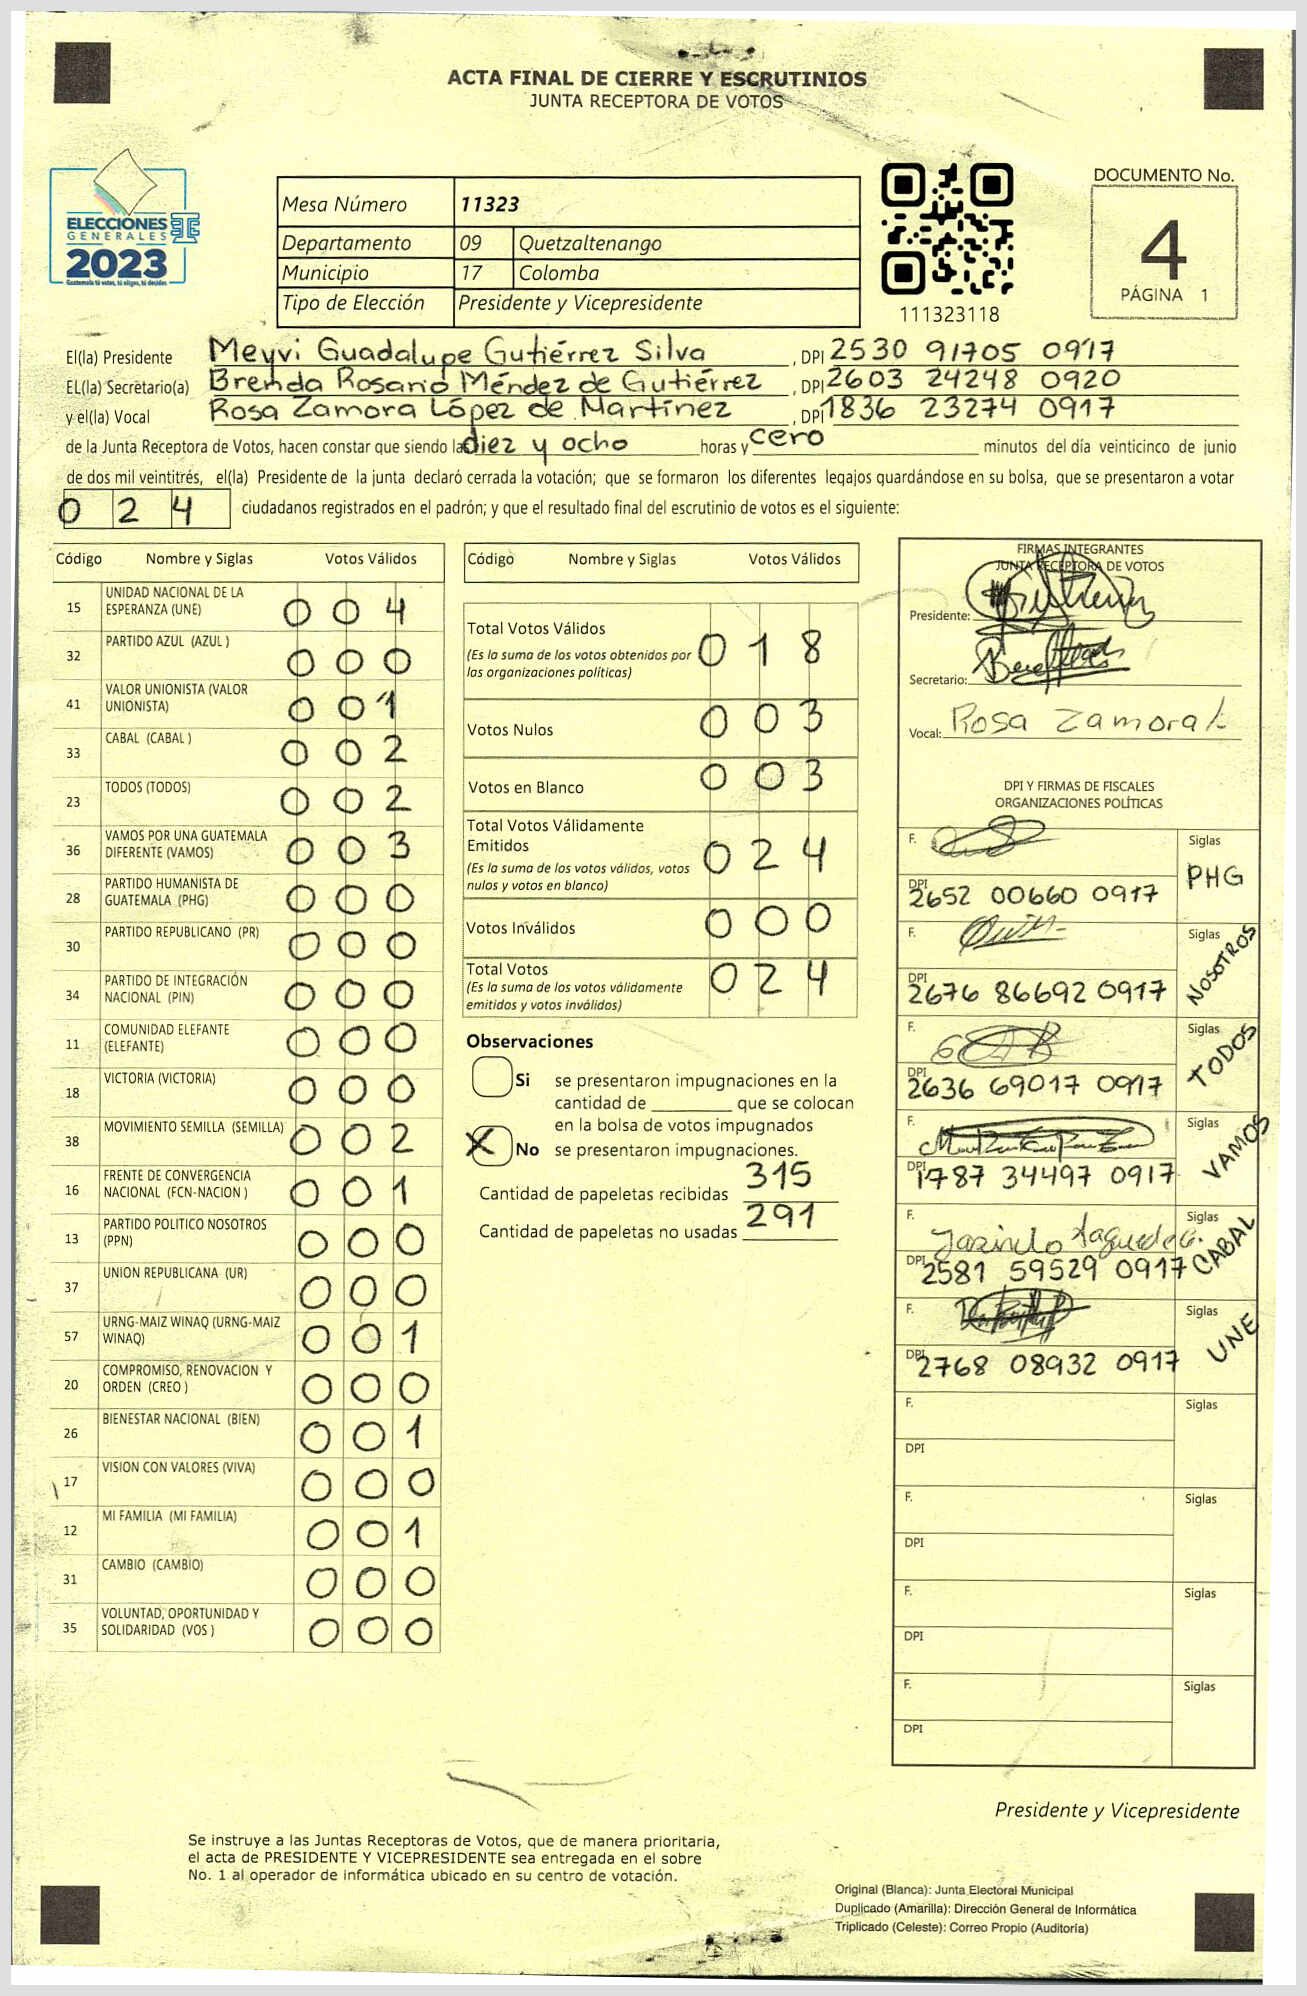 ACTA FINAL DE CIERRE Y ESCRUTINIOS
JUNTA RECEPTORA DE VOTOS
ELECCIONES
GENERALES
2023
Guatemala tú votas, tú eliges, tú decides
Mesa Número 11323
Departamento 09 Quetzaltenango
Municipio 17 Colomba
Tipo de Elección Presidente y Vicepresidente
111323118
DOCUMENTO No.
4
PÁGINA 1
El(la) Presidente Meyvi Guadalupe Gutiérrez Silva, DPI 2530 91705 0917
EL(la) Secretario(a) Brenda Rosario Méndez de Gutiérrez, DPI 2603 24248 0920
y el(la) Vocal Rosa Zamora López de Martínez, DPI 1836 23274 0917
de la Junta Receptora de Votos, hacen constar que siendo las diez y ocho horas y cero minutos del día veinticinco de junio
de dos mil veintitrés, el(la) Presidente de la junta declaró cerrada la votación; que se formaron los diferentes legajos guardándose en su bolsa, que se presentaron a votar
0 2 4 ciudadanos registrados en el padrón; y que el resultado final del escrutinio de votos es el siguiente:
Código Nombre y Siglas Votos Válidos
15 UNIDAD NACIONAL DE LA
ESPERANZA (UNE) 0 0 4
32 PARTIDO AZUL (AZUL ) 0 0 0
41 VALOR UNIONISTA (VALOR
UNIONISTA) 0 0 1
33 CABAL (CABAL ) 0 0 2
23 TODOS (TODOS) 0 0 2
36 VAMOS POR UNA GUATEMALA
DIFERENTE (VAMOS) 0 0 3
28 PARTIDO HUMANISTA DE
GUATEMALA (PHG) 0 0 0
30 PARTIDO REPUBLICANO (PR) 0 0 0
34 PARTIDO DE INTEGRACIÓN
NACIONAL (PIN) 0 0 0
11 COMUNIDAD ELEFANTE
(ELEFANTE) 0 0 0
18 VICTORIA (VICTORIA) 0 0 0
38 MOVIMIENTO SEMILLA (SEMILLA) 0 0 2
16 FRENTE DE CONVERGENCIA
NACIONAL (FCN-NACION ) 0 0 1
13 PARTIDO POLITICO NOSOTROS
(PPN) 0 0 0
37 UNION REPUBLICANA (UR) 0 0 0
57 URNG-MAIZ WINAQ (URNG-MAIZ
WINAQ) 0 0 1
20 COMPROMISO, RENOVACION Y
ORDEN (CREO ) 0 0 0
26 BIENESTAR NACIONAL (BIEN) 0 0 1
17 VISION CON VALORES (VIVA) 0 0 0
12 MI FAMILIA (MI FAMILIA) 0 0 1
31 CAMBIO (CAMBIO) 0 0 0
35 VOLUNTAD, OPORTUNIDAD Y
SOLIDARIDAD (VOS ) 0 0 0
Código Nombre y Siglas Votos Válidos
Total Votos Válidos 0 1 8
(Es la suma de los votos obtenidos por
las organizaciones políticas)
Votos Nulos 0 0 3
Votos en Blanco 0 0 3
Total Votos Válidamente
Emitidos 0 2 4
(Es la suma de los votos válidos, votos
nulos y votos en blanco)
Votos Inválidos 0 0 0
Total Votos 0 2 4
(Es la suma de los votos válidamente
emitidos y votos inválidos)
Observaciones
Si se presentaron impugnaciones en la
cantidad de ________ que se colocan
en la bolsa de votos impugnados
X No se presentaron impugnaciones.
Cantidad de papeletas recibidas 315
Cantidad de papeletas no usadas 291
FIRMAS INTEGRANTES
JUNTA RECEPTORA DE VOTOS
Presidente:
Secretario:
Vocal: Rosa Zamora L
DPI Y FIRMAS DE FISCALES
ORGANIZACIONES POLÍTICAS
F. Siglas
DPI 2652 00660 0917 PHG
F. Siglas
DPI 2676 86692 0917 NOSOTROS
F. Siglas
DPI 2636 69017 0917 TODOS
F. Siglas
DPI 1787 34497 0917 VAMOS
F. Siglas
DPI 2581 59529 0917 CABAL
F. Siglas
DPI 2768 08932 0917 UNE
F. Siglas
DPI
F. Siglas
DPI
F. Siglas
DPI
F. Siglas
DPI
Presidente y Vicepresidente
Se instruye a las Juntas Receptoras de Votos, que de manera prioritaria,
el acta de PRESIDENTE Y VICEPRESIDENTE sea entregada en el sobre
No. 1 al operador de informática ubicado en su centro de votación.
Original (Blanca): Junta Electoral Municipal
Duplicado (Amarilla): Dirección General de Informática
Triplicado (Celeste): Correo Propio (Auditoría)